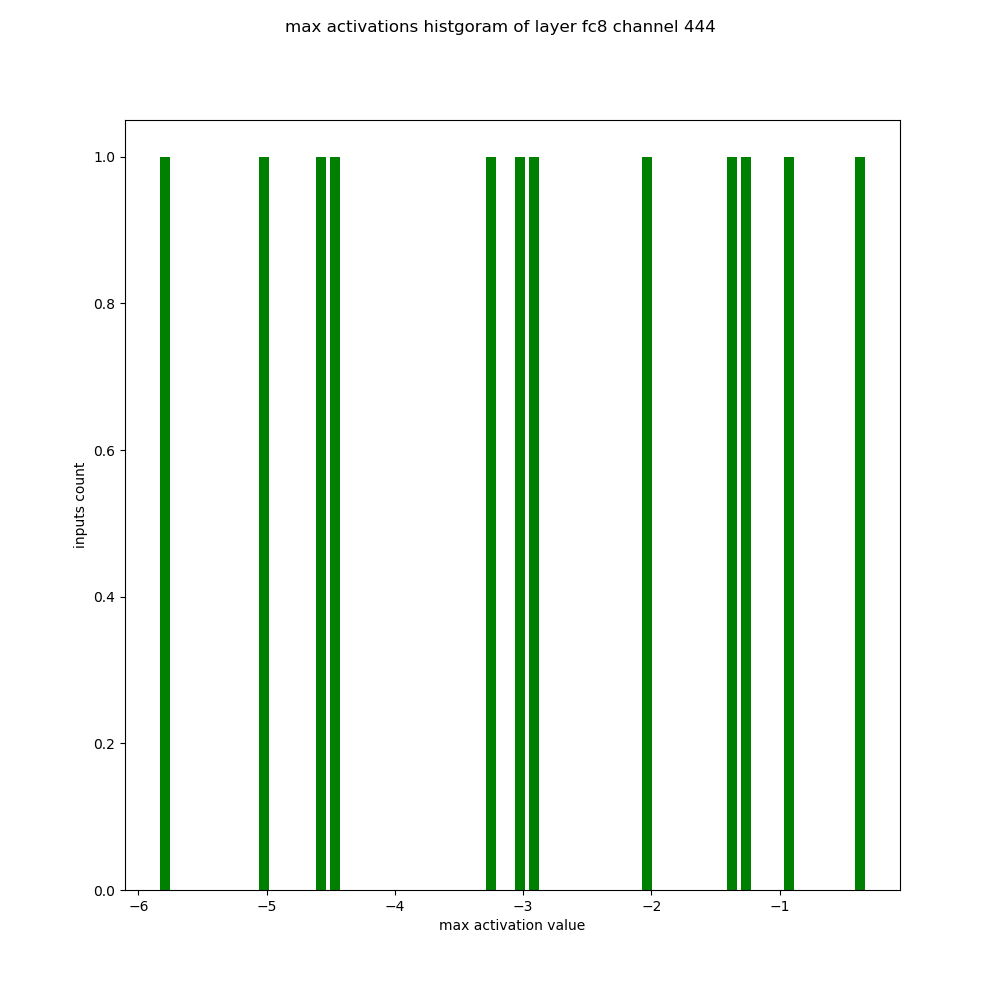 max activations histgoram of layer fc8 channel 444
1.0
0.8
0.6
0.4
0.2
0.0
inputs count
−6 −5 −4 −3 −2 −1
max activation value